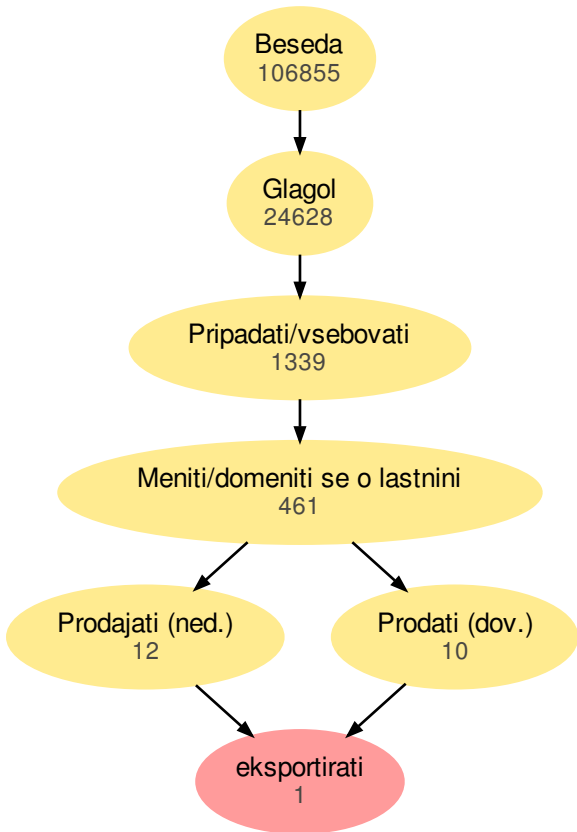 Beseda
106855
Glagol
24628
Pripadati/vsebovati
1339
Meniti/domeniti se o lastnini
461
Prodajati (ned.)
12
Prodati (dov.)
10
eksportirati
1